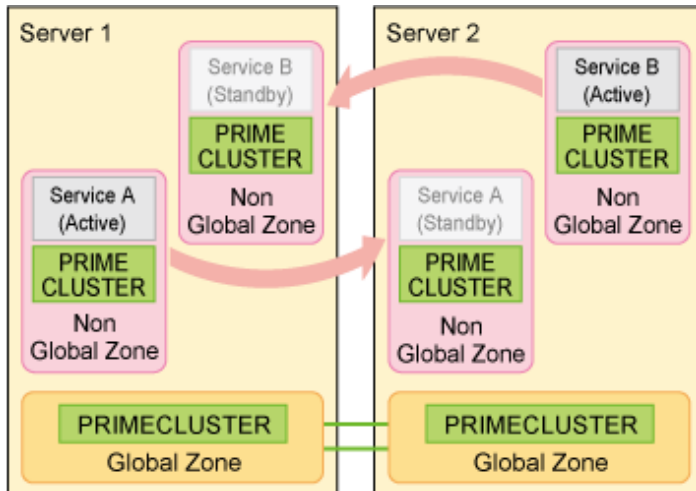 Server 1
Service B
(Standby)
PRIME
CLUSTER
Non
Global Zone
Service A
(Active)
PRIME
CLUSTER
Non
Global Zone
PRIMECLUSTER
Global Zone
Server 2
Service B
(Active)
PRIME
CLUSTER
Non
Global Zone
Service A
(Standby)
PRIME
CLUSTER
Non
Global Zone
PRIMECLUSTER
Global Zone